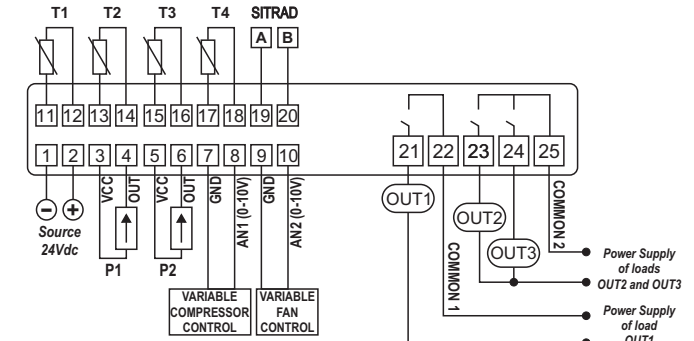 T1 T2 T3 T4 SITRAD
A B
11 12 13 14 15 16 17 18 19 20
1 2 3 4 5 6 7 8 9 10
21 22 23 24 25
VCC OUT VCC OUT GND AN1 (0-10V) GND AN2 (0-10V)
Source
24Vdc
P1 P2
VARIABLE
COMPRESSOR
CONTROL
VARIABLE
FAN
CONTROL
OUT1
OUT2
OUT3
COMMON 1
COMMON 2
Power Supply
of loads
OUT2 and OUT3
Power Supply
of load
OUT1